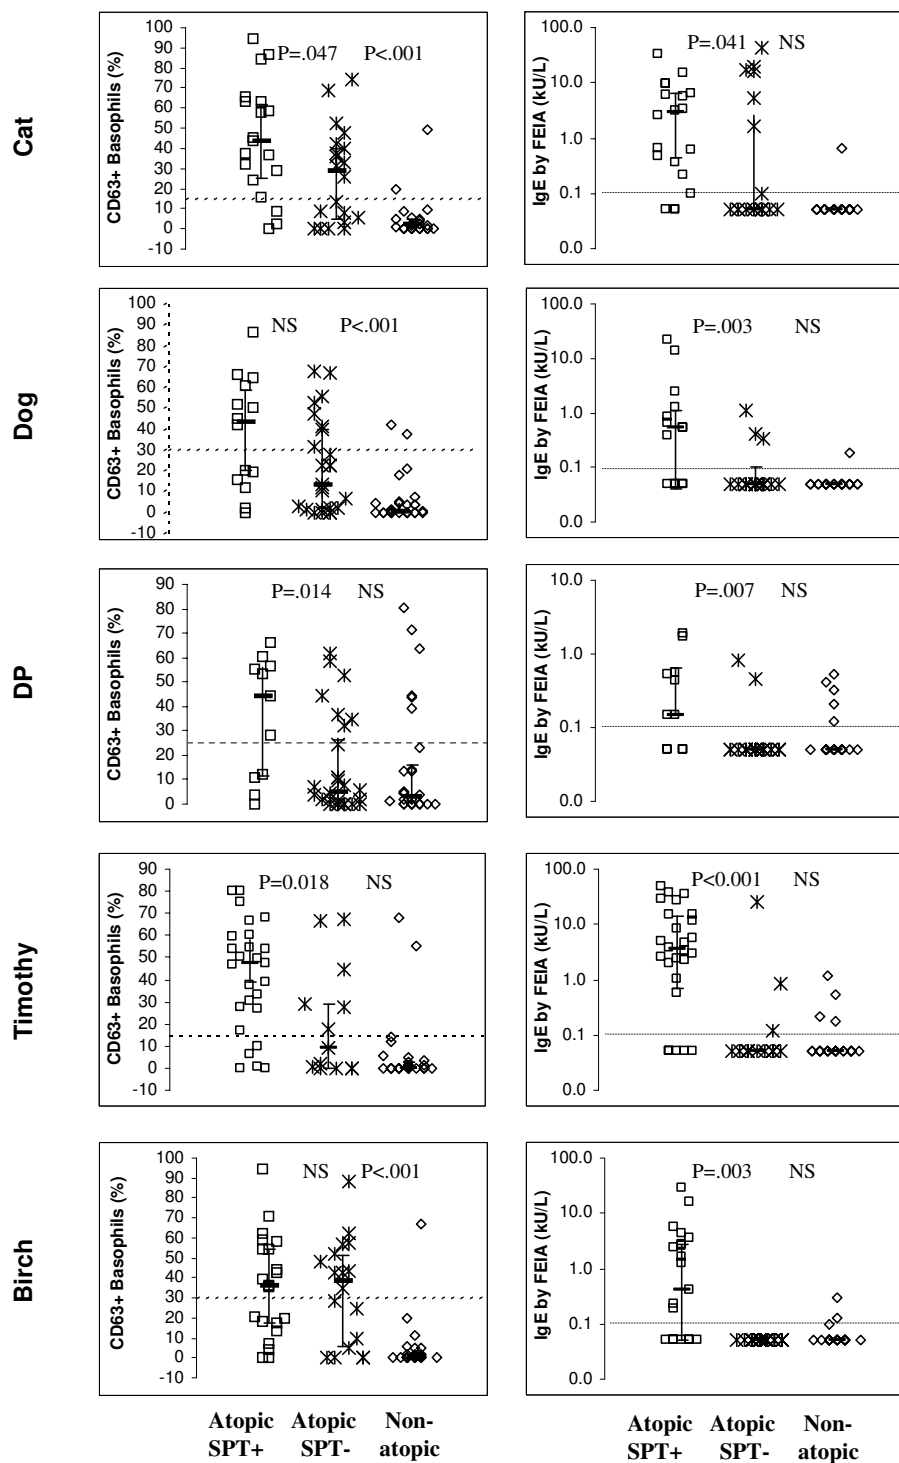 Cat
CD63+ Basophils (%)
100
90
80
70
60
50
40
30
20
10
0
-10
P=.047 P<.001
IgE by FEIA (kU/L)
100.0
10.0
1.0
0.1
0.0
P=.041 NS
Dog
CD63+ Basophils (%)
100
90
80
70
60
50
40
30
20
10
0
-10
NS P<.001
IgE by FEIA (kU/L)
100.0
10.0
1.0
0.1
0.0
P=.003 NS
DP
CD63+ Basophils (%)
90
80
70
60
50
40
30
20
10
0
P=.014 NS
IgE by FEIA (kU/L)
10.0
1.0
0.1
0.0
P=.007 NS
Timothy
CD63+ Basophils (%)
90
80
70
60
50
40
30
20
10
0
-10
P=0.018 NS
IgE by FEIA (kU/L)
100.0
10.0
1.0
0.1
0.0
P<0.001 NS
Birch
CD63+ Basophils (%)
100
90
80
70
60
50
40
30
20
10
0
-10
NS P<.001
IgE by FEIA (kU/L)
100.0
10.0
1.0
0.1
0.0
P=.003 NS
Atopic SPT+
Atopic SPT-
Non-atopic
Atopic SPT+
Atopic SPT-
Non-atopic